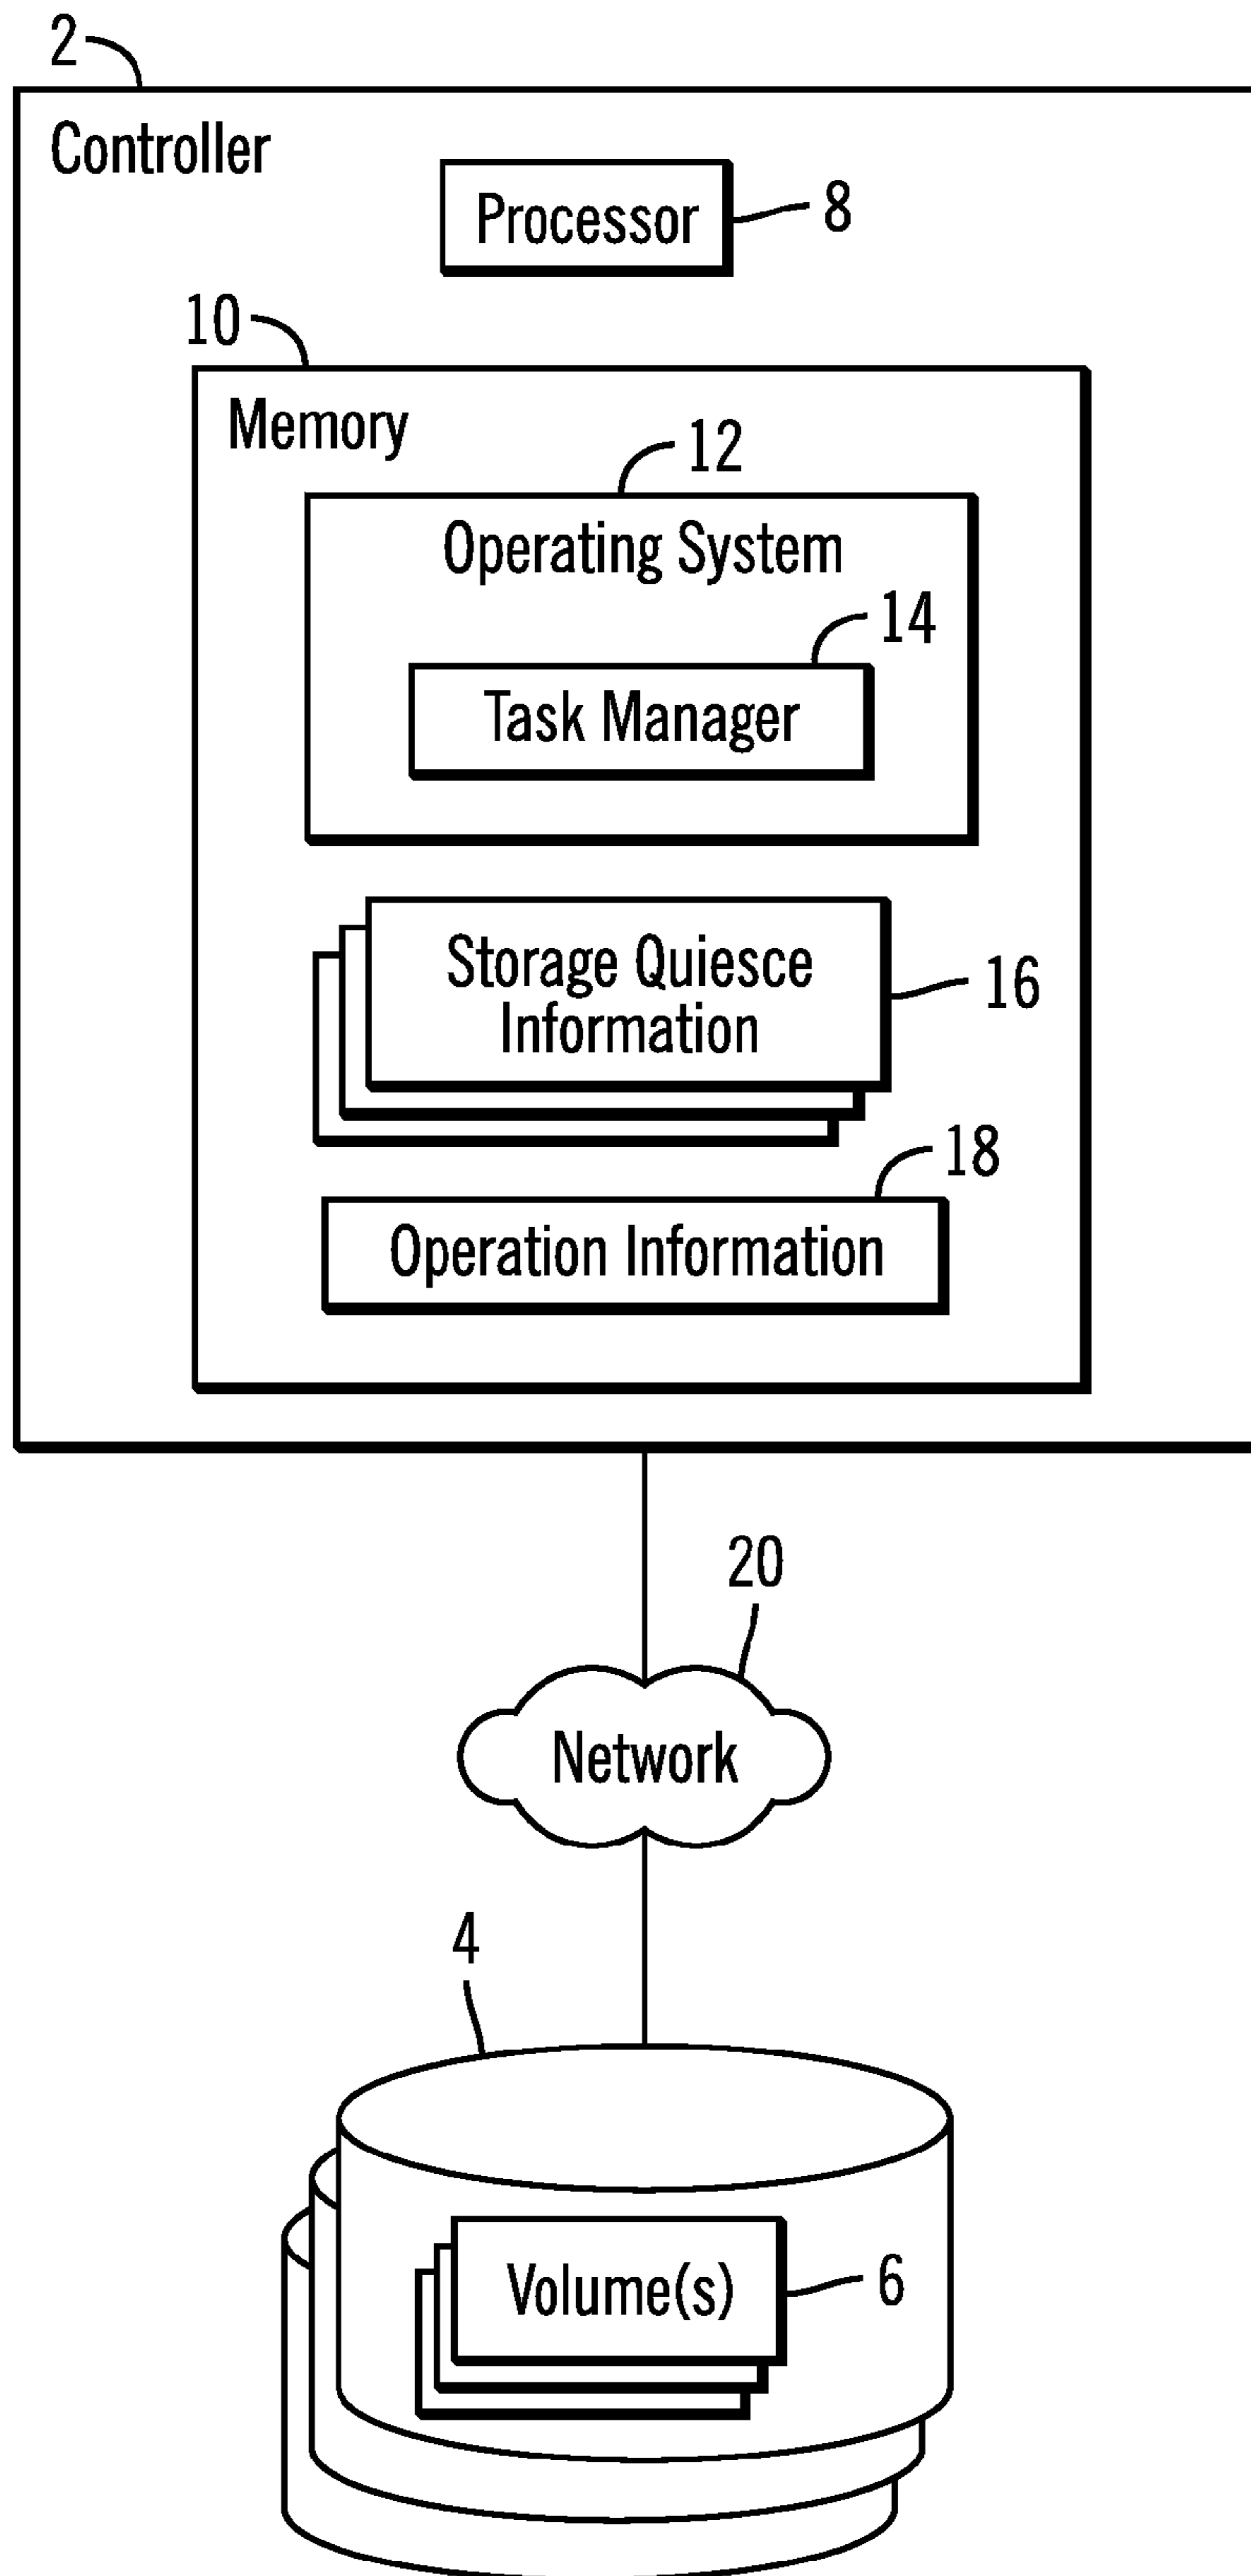 2
Controller
Processor
8
10
Memory
12
Operating System
14
Task Manager
Storage Quiesce
Information
16
18
Operation Information
20
Network
4
Volume(s)
6